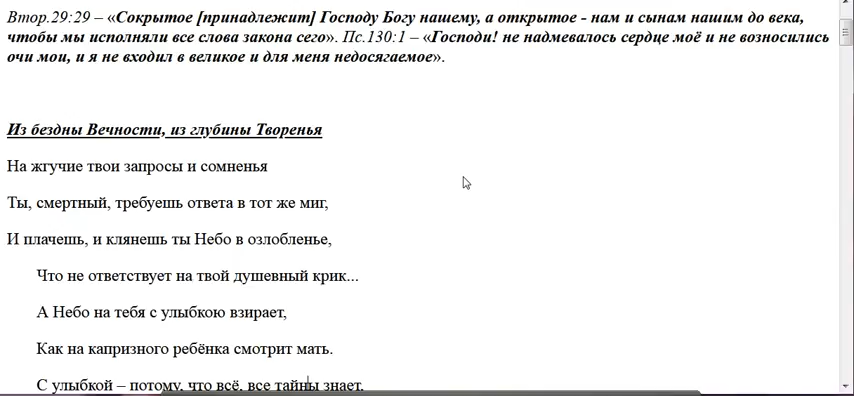 Втор.29:29 – «Сокрытое [принадлежит] Господу Богу нашему, а открытое - нам и сынам нашим до века,
чтобы мы исполняли все слова закона сего». Пс.130:1 – «Господи! не надмевалось сердце моё и не возносились
очи мои, и я не входил в великое и для меня недосягаемое».
Из бездны Вечности, из глубины Творенья
На жгучие твои запросы и сомненья
Ты, смертный, требуешь ответа в тот же миг,
И плачешь, и клянешь ты Небо в озлобленье,
Что не ответствует на твой душевный крик...
А Небо на тебя с улыбкою взирает,
Как на капризного ребёнка смотрит мать.
С улыбкой – потому, что всё, все тайны знает.